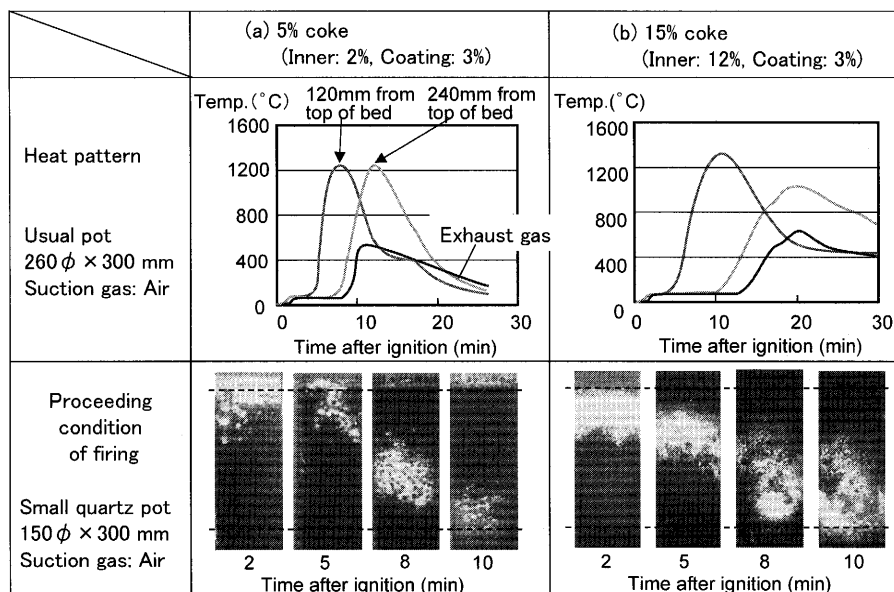 (a) 5% coke
(Inner: 2%, Coating: 3%)
(b) 15% coke
(Inner: 12%, Coating: 3%)
Heat pattern
Usual pot
260φ × 300 mm
Suction gas: Air
Temp.(°C)
120mm from
top of bed
240mm from
top of bed
1600
1200
800
400
0
Exhaust gas
0 10 20 30
Time after ignition (min)
Temp.(°C)
1600
1200
800
400
0
0 10 20 30
Time after ignition (min)
Proceeding
condition
of firing
Small quartz pot
150φ × 300 mm
Suction gas: Air
2 5 8 10
Time after ignition (min)
2 5 8 10
Time after ignition (min)